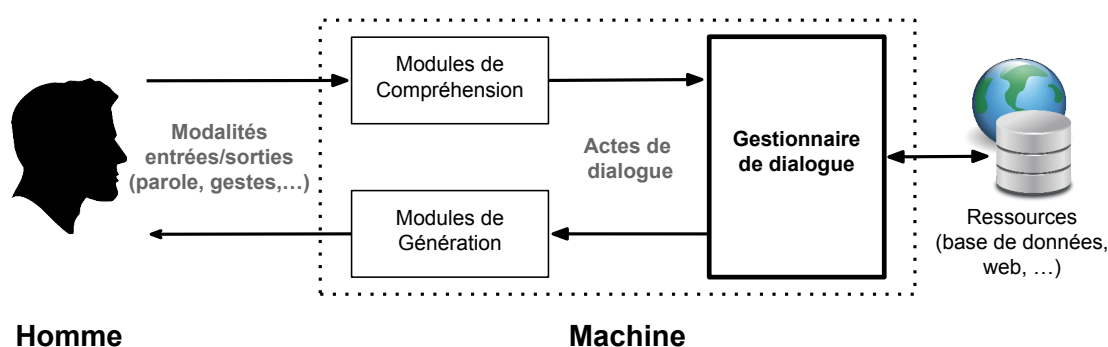 Modules de
Compréhension
Modalités
entrées/sorties
(parole, gestes,…)
Actes de
dialogue
Gestionnaire
de dialogue
Modules de
Génération
Ressources
(base de données,
web, …)
Homme
Machine